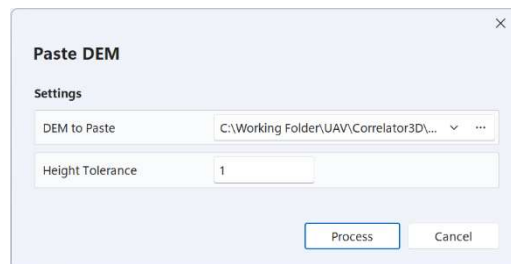 Paste DEM
Settings
DEM to Paste C:\Working Folder\UAV\Correlator3D\... ...
Height Tolerance 1
Process Cancel